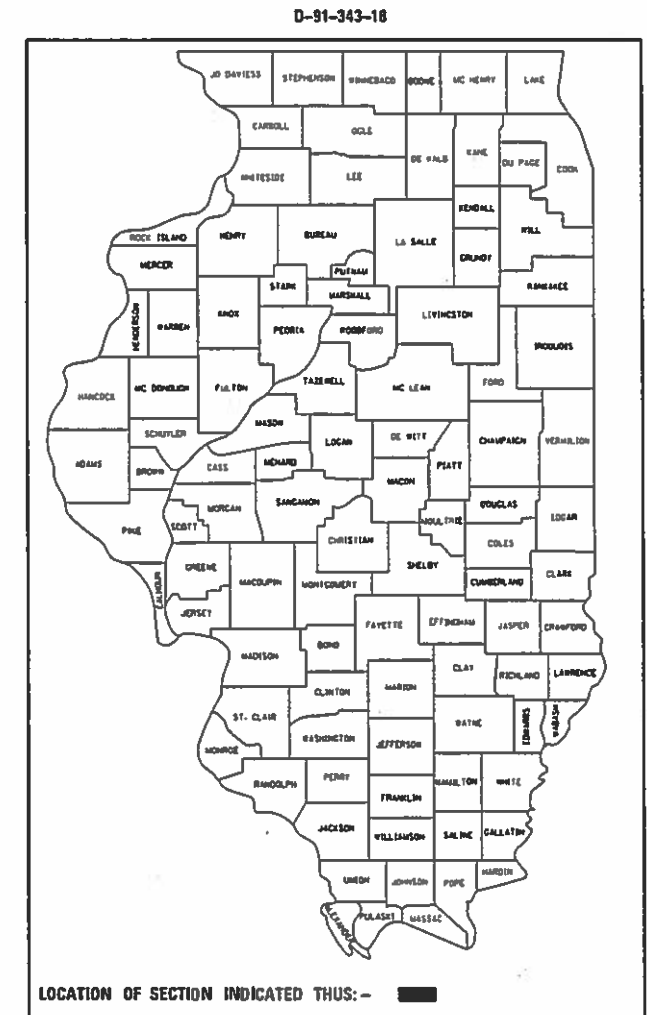 D-91-343-16
JO DAVIESS STEPHENSON WINNEBAGO BOONE MC HENRY LAKE
CARROLL OGLE DE KALB KANE DU PAGE COOK
WHITESIDE LEE
KENDALL
ROCK ISLAND HENRY BUREAU LA SALLE WILL
MERCER GRUNDY
PUTNAM
STARK MARSHALL KANKAKEE
HENDERSON WARREN KNOX PEORIA WOODFORD LIVINGSTON
IROQUOIS
HANCOCK MC DONOUGH FULTON TAZEWELL MC LEAN FORD
SCHUYLER MASON
LOGAN DE WITT CHAMPAIGN VERMILION
ADAMS BROWN CASS MENARD PIATT
MACON
PIKE SCOTT MORGAN SANGAMON DOUGLAS EDGAR
MOULTRIE
CHRISTIAN COLES
CALHOUN GREENE MACOUPIN MONTGOMERY SHELBY CUMBERLAND CLARK
JERSEY FAYETTE EFFINGHAM JASPER CRAWFORD
MADISON BOND
CLAY RICHLAND LAWRENCE
CLINTON MARION
ST. CLAIR WAYNE EDWARDS WABASH
MONROE WASHINGTON JEFFERSON
RANDOLPH PERRY HAMILTON WHITE
FRANKLIN
JACKSON WILLIAMSON SALINE GALLATIN
UNION JOHNSON POPE HARDIN
PULASKI MASSAC
LOCATION OF SECTION INDICATED THUS:-